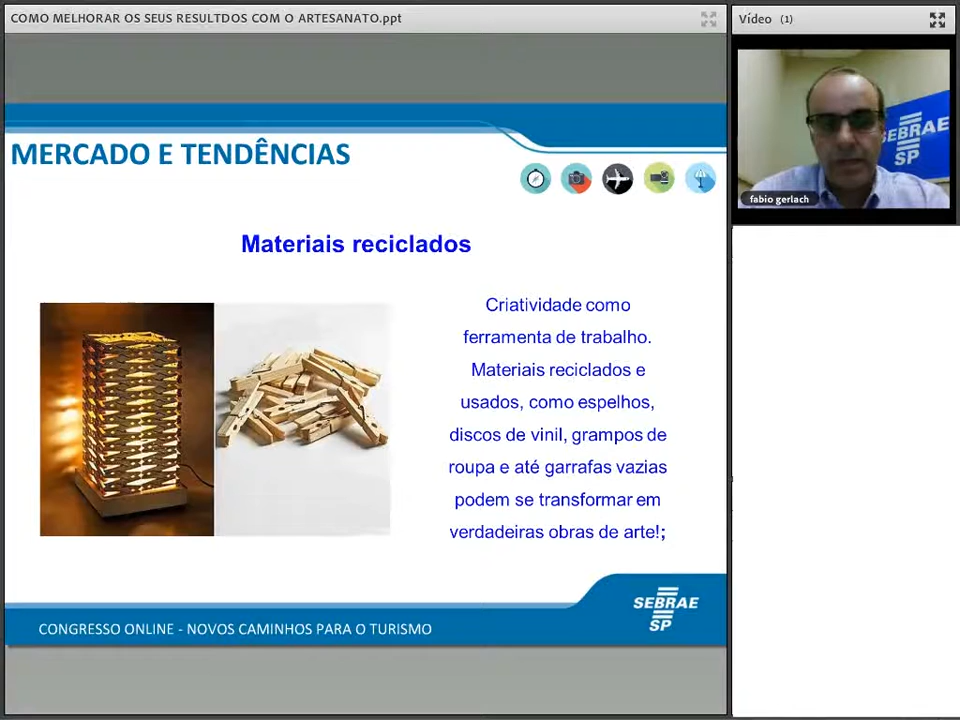 COMO MELHORAR OS SEUS RESULTDOS COM O ARTESANATO.ppt
Vídeo (1)
SEBRAE
SP
fabio gerlach
MERCADO E TENDÊNCIAS
Materiais reciclados
Criatividade como
ferramenta de trabalho.
Materiais reciclados e
usados, como espelhos,
discos de vinil, grampos de
roupa e até garrafas vazias
podem se transformar em
verdadeiras obras de arte!;
SEBRAE
SP
CONGRESSO ONLINE - NOVOS CAMINHOS PARA O TURISMO